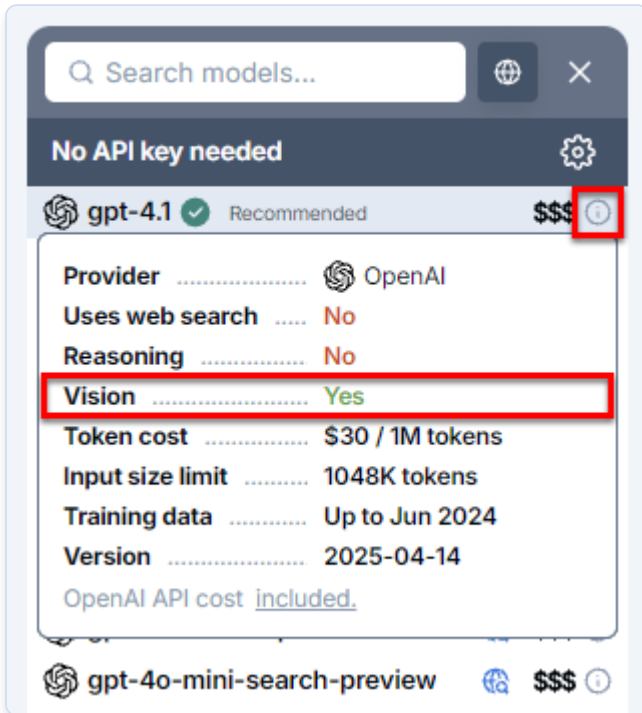 Search models...
No API key needed
gpt-4.1 Recommended $$$
Provider .................... OpenAI
Uses web search ..... No
Reasoning ................ No
Vision ........................ Yes
Token cost ................ $30 / 1M tokens
Input size limit .......... 1048K tokens
Training data ............ Up to Jun 2024
Version ..................... 2025-04-14
OpenAI API cost included.
gpt-4o-mini-search-preview $$$